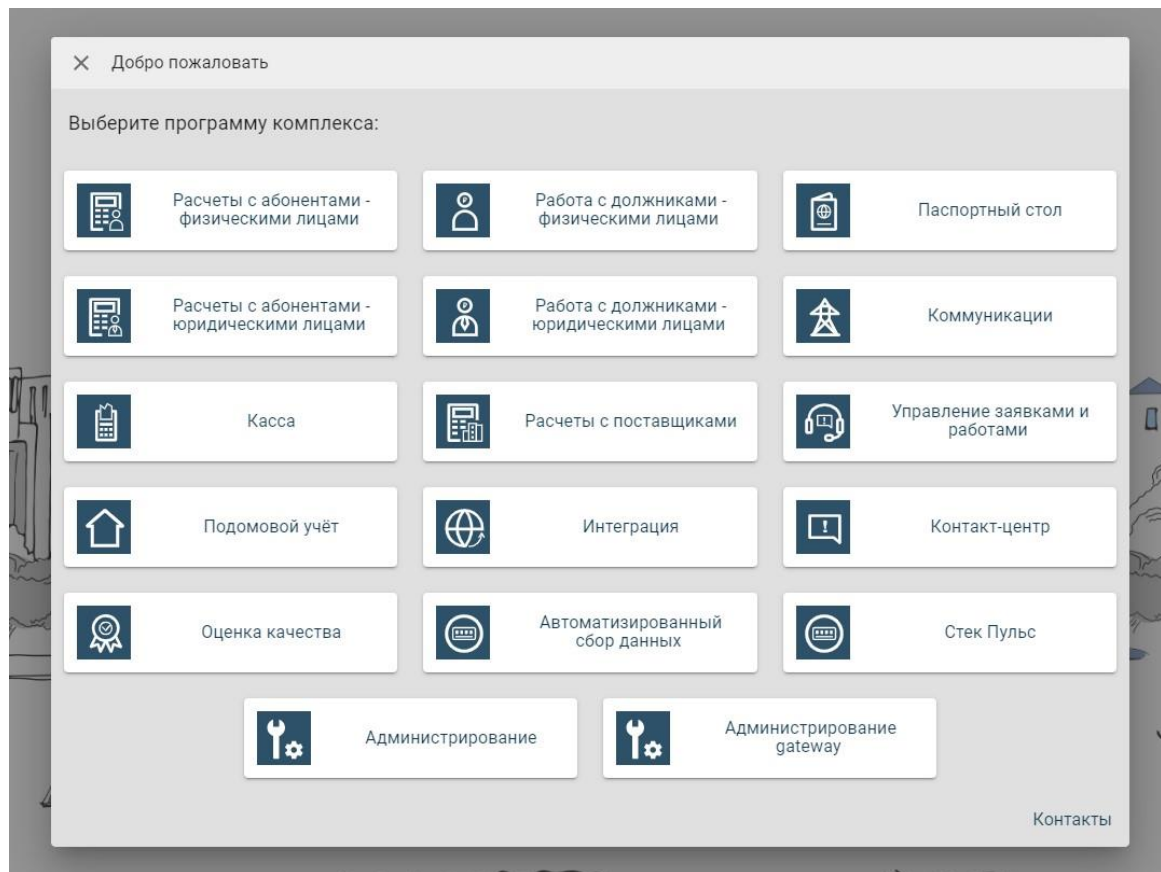 Добро пожаловать
Выберите программу комплекса:
Расчеты с абонентами -
физическими лицами
Работа с должниками -
физическими лицами
Паспортный стол
Расчеты с абонентами -
юридическими лицами
Работа с должниками -
юридическими лицами
Коммуникации
Касса
Расчеты с поставщиками
Управление заявками и
работами
Подомовой учёт
Интеграция
Контакт-центр
Оценка качества
Автоматизированный
сбор данных
Стек Пульс
Администрирование
Администрирование
gateway
Контакты